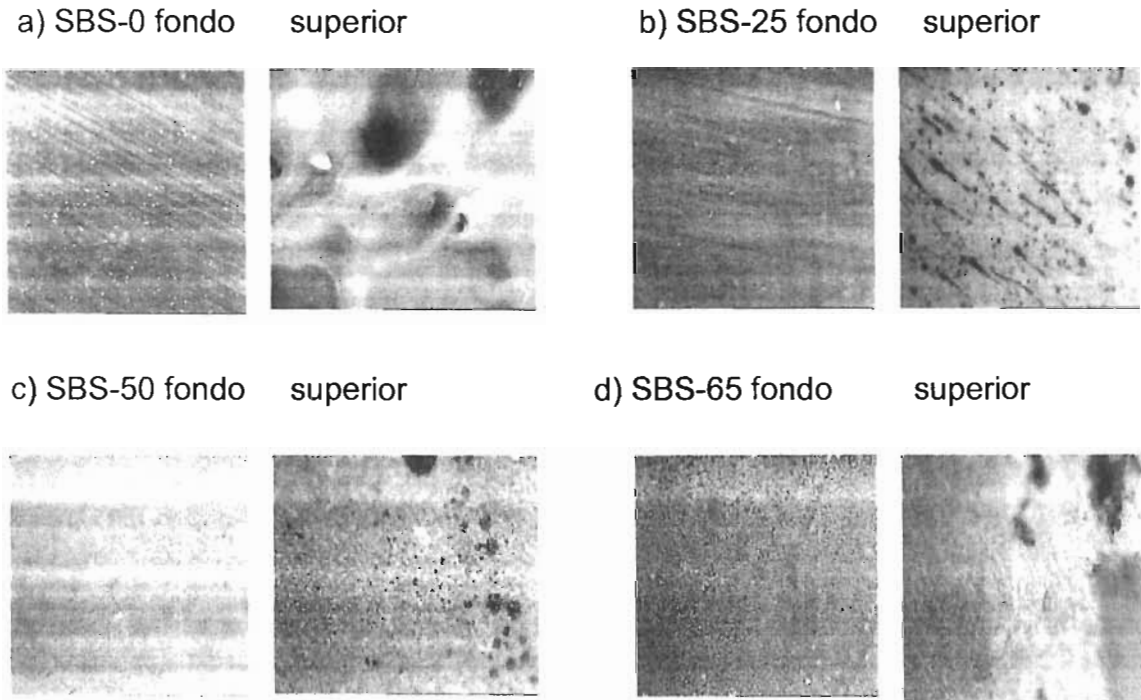 a) SBS-0 fondo superior
b) SBS-25 fondo superior
c) SBS-50 fondo superior
d) SBS-65 fondo superior